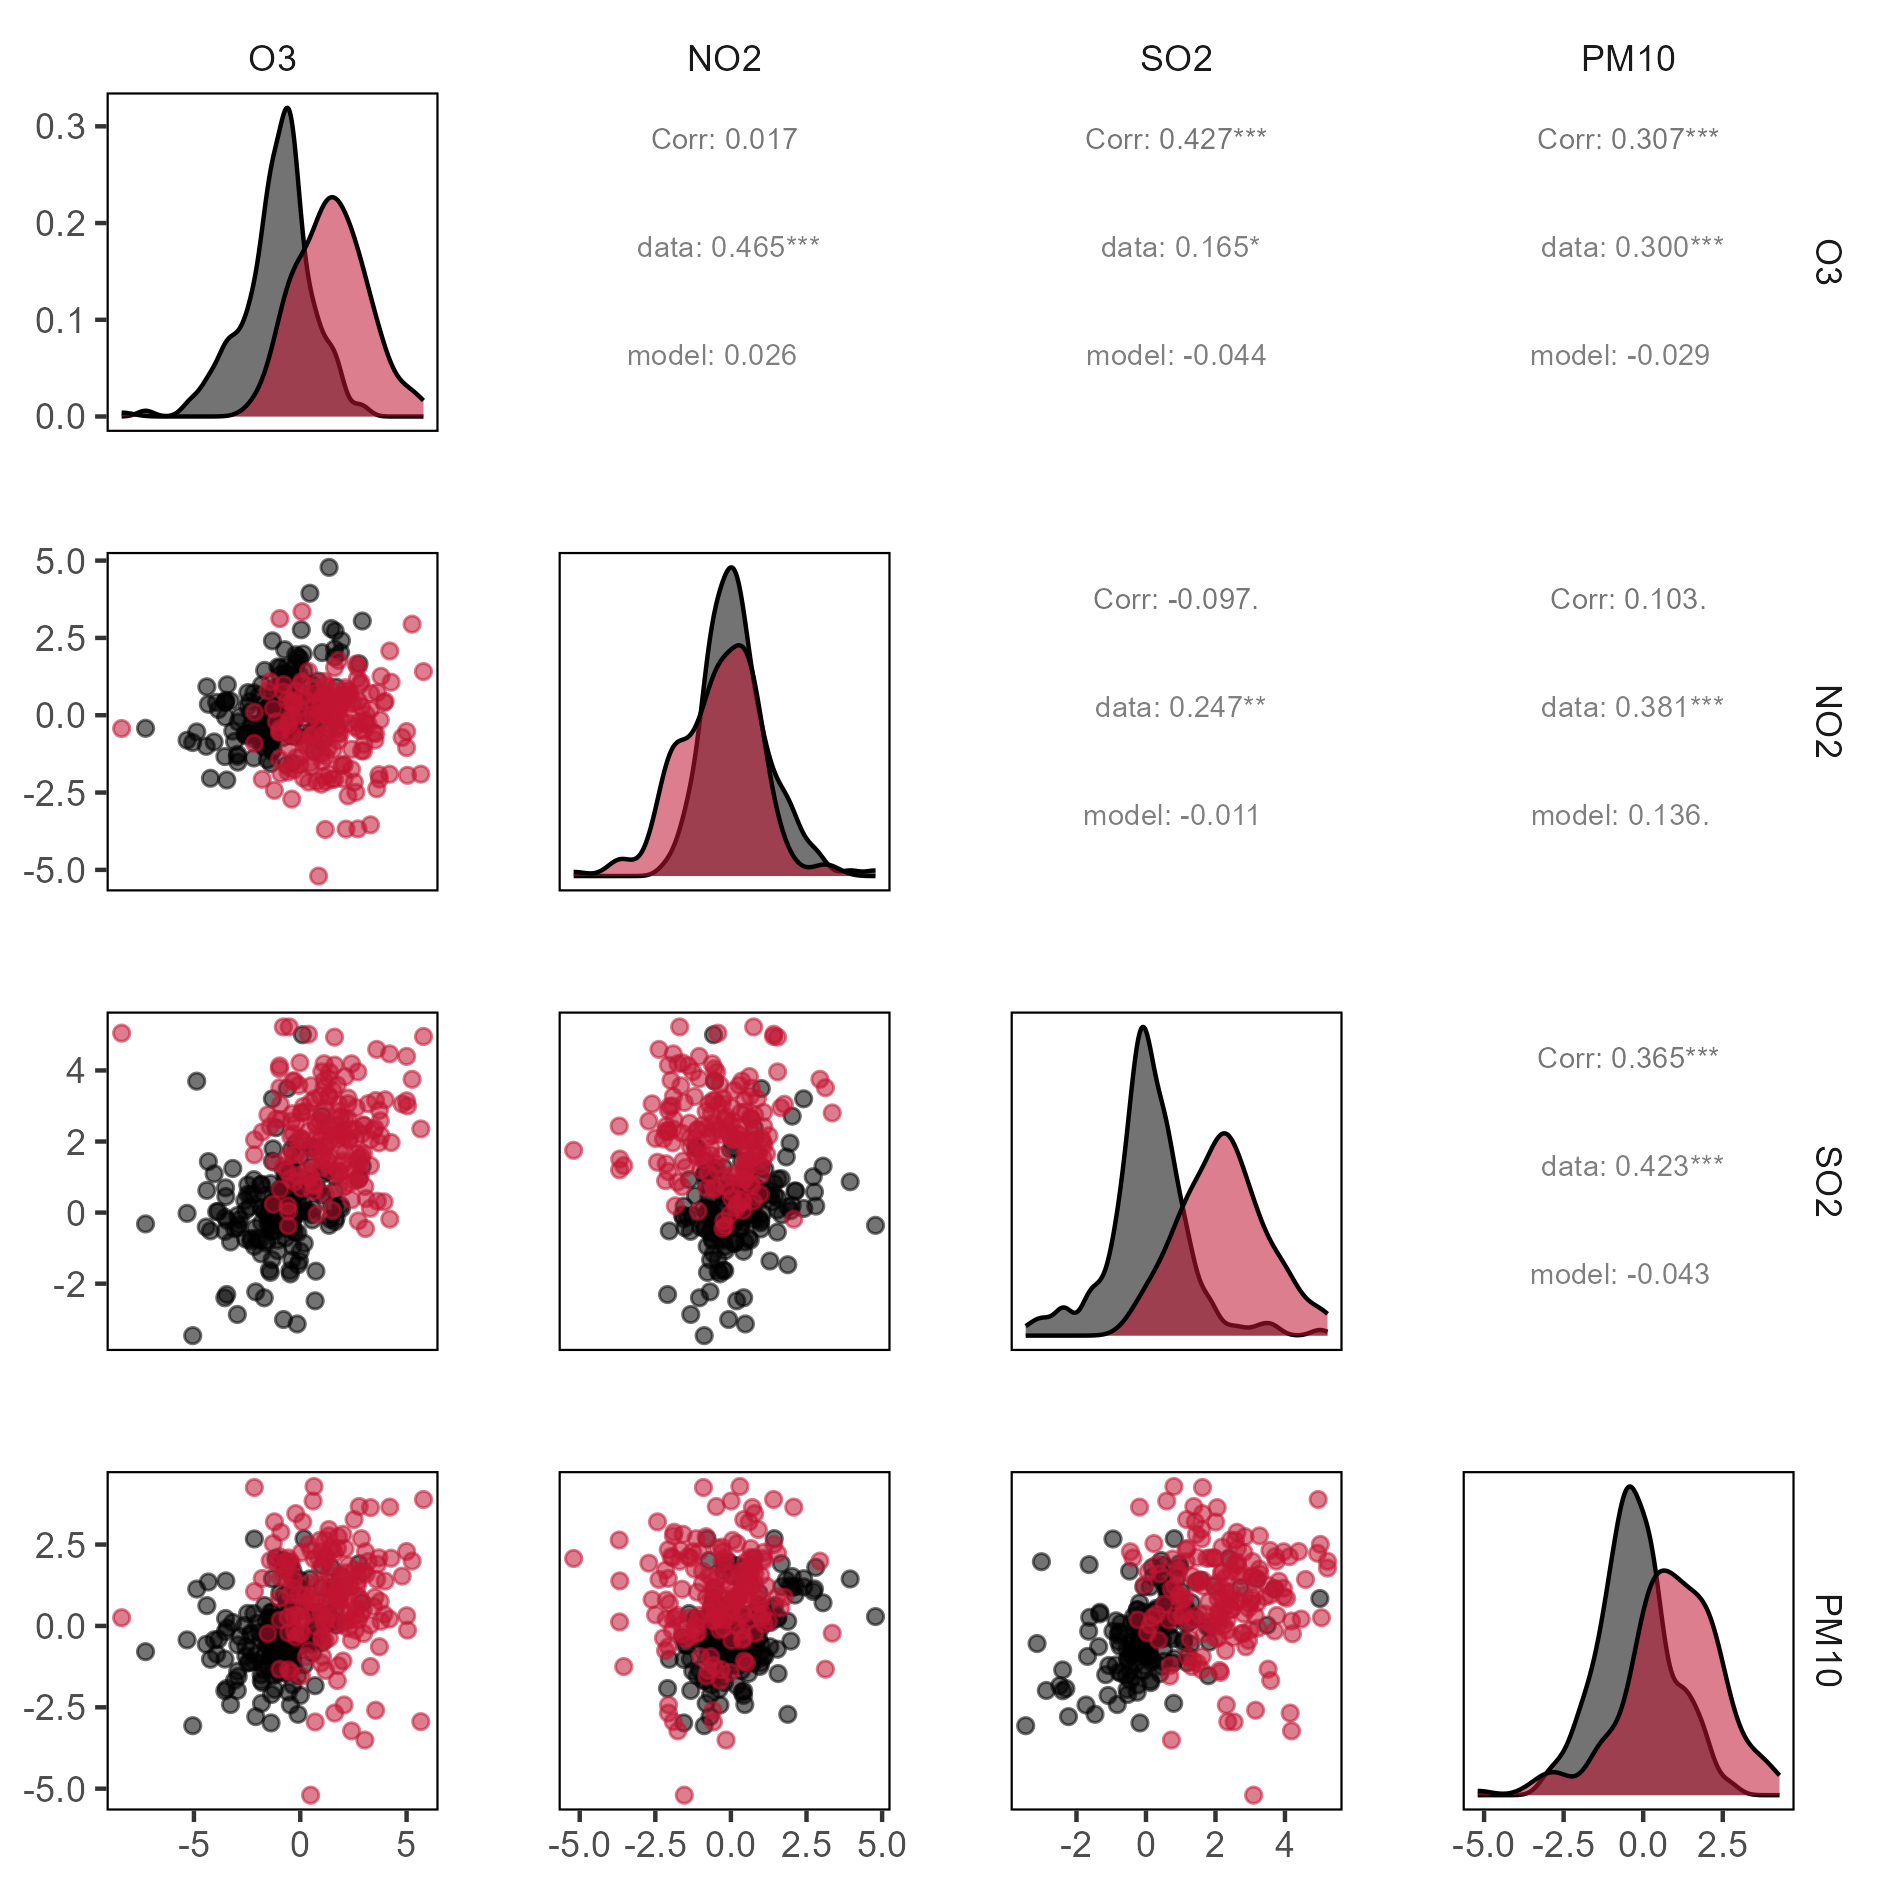 O3 NO2 SO2 PM10
0.3
0.2
0.1
0.0
Corr: 0.017
data: 0.465***
model: 0.026
Corr: 0.427***
data: 0.165*
model: -0.044
Corr: 0.307***
data: 0.300***
model: -0.029
O3
5.0
2.5
0.0
-2.5
-5.0
Corr: -0.097.
data: 0.247**
model: -0.011
Corr: 0.103.
data: 0.381***
model: 0.136.
NO2
4
2
0
-2
Corr: 0.365***
data: 0.423***
model: -0.043
SO2
2.5
0.0
-2.5
-5.0
PM10
-5 0 5
-5.0 -2.5 0.0 2.5 5.0
-2 0 2 4
-5.0 -2.5 0.0 2.5